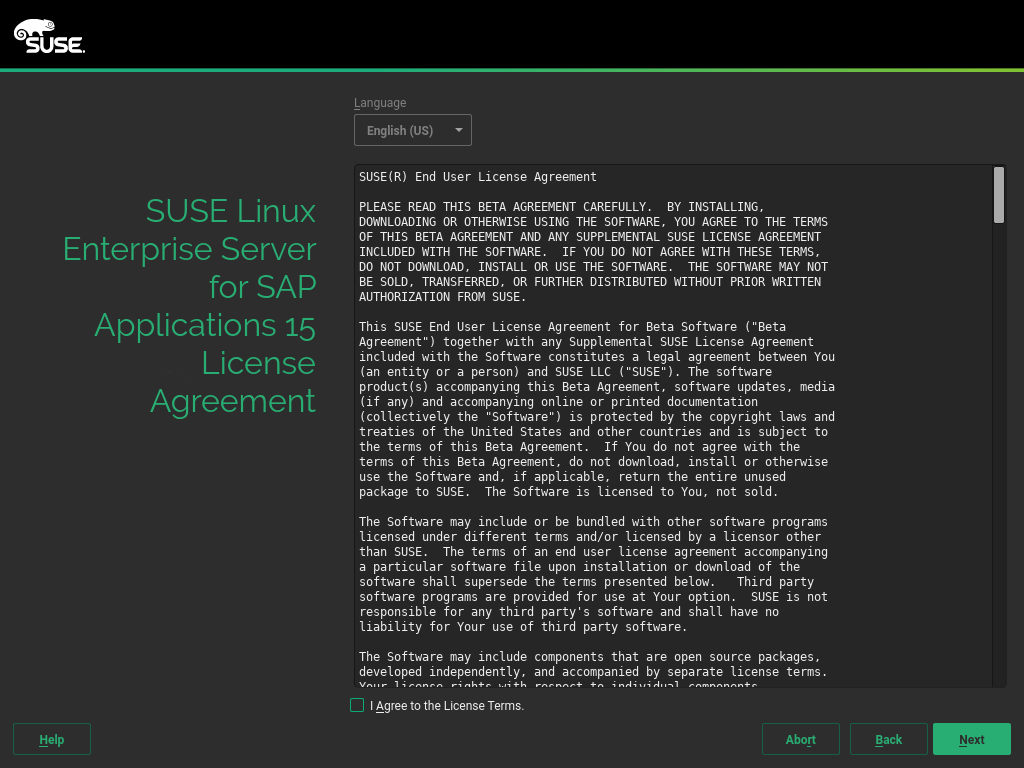 SUSE.
Language
English (US)
SUSE Linux
Enterprise Server
for SAP
Applications 15
License
Agreement
SUSE(R) End User License Agreement
PLEASE READ THIS BETA AGREEMENT CAREFULLY.  BY INSTALLING,
DOWNLOADING OR OTHERWISE USING THE SOFTWARE, YOU AGREE TO THE TERMS
OF THIS BETA AGREEMENT AND ANY SUPPLEMENTAL SUSE LICENSE AGREEMENT
INCLUDED WITH THE SOFTWARE.  IF YOU DO NOT AGREE WITH THESE TERMS,
DO NOT DOWNLOAD, INSTALL OR USE THE SOFTWARE.  THE SOFTWARE MAY NOT
BE SOLD, TRANSFERRED, OR FURTHER DISTRIBUTED WITHOUT PRIOR WRITTEN
AUTHORIZATION FROM SUSE.
This SUSE End User License Agreement for Beta Software ("Beta
Agreement") together with any Supplemental SUSE License Agreement
included with the Software constitutes a legal agreement between You
(an entity or a person) and SUSE LLC ("SUSE"). The software
product(s) accompanying this Beta Agreement, software updates, media
(if any) and accompanying online or printed documentation
(collectively the "Software") is protected by the copyright laws and
treaties of the United States and other countries and is subject to
the terms of this Beta Agreement.  If You do not agree with the
terms of this Beta Agreement, do not download, install or otherwise
use the Software and, if applicable, return the entire unused
package to SUSE.  The Software is licensed to You, not sold.
The Software may include or be bundled with other software programs
licensed under different terms and/or licensed by a licensor other
than SUSE.  The terms of an end user license agreement accompanying
a particular software file upon installation or download of the
software shall supersede the terms presented below.   Third party
software programs are provided for use at Your option.  SUSE is not
responsible for any third party's software and shall have no
liability for Your use of third party software.
The Software may include components that are open source packages,
developed independently, and accompanied by separate license terms.
Your license rights with respect to individual components
I Agree to the License Terms.
Help
Abort
Back
Next